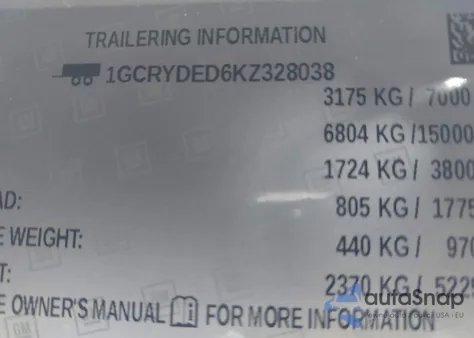 TRAILERING INFORMATION
1GCRYDED6KZ328038
3175 KG / 7000
6804 KG /15000
1724 KG / 3800
AD: 805 KG / 1775
E WEIGHT: 440 KG / 970
T: 2370 KG / 5225
E OWNER'S MANUAL FOR MORE INFORMATION
autoSnap
GM